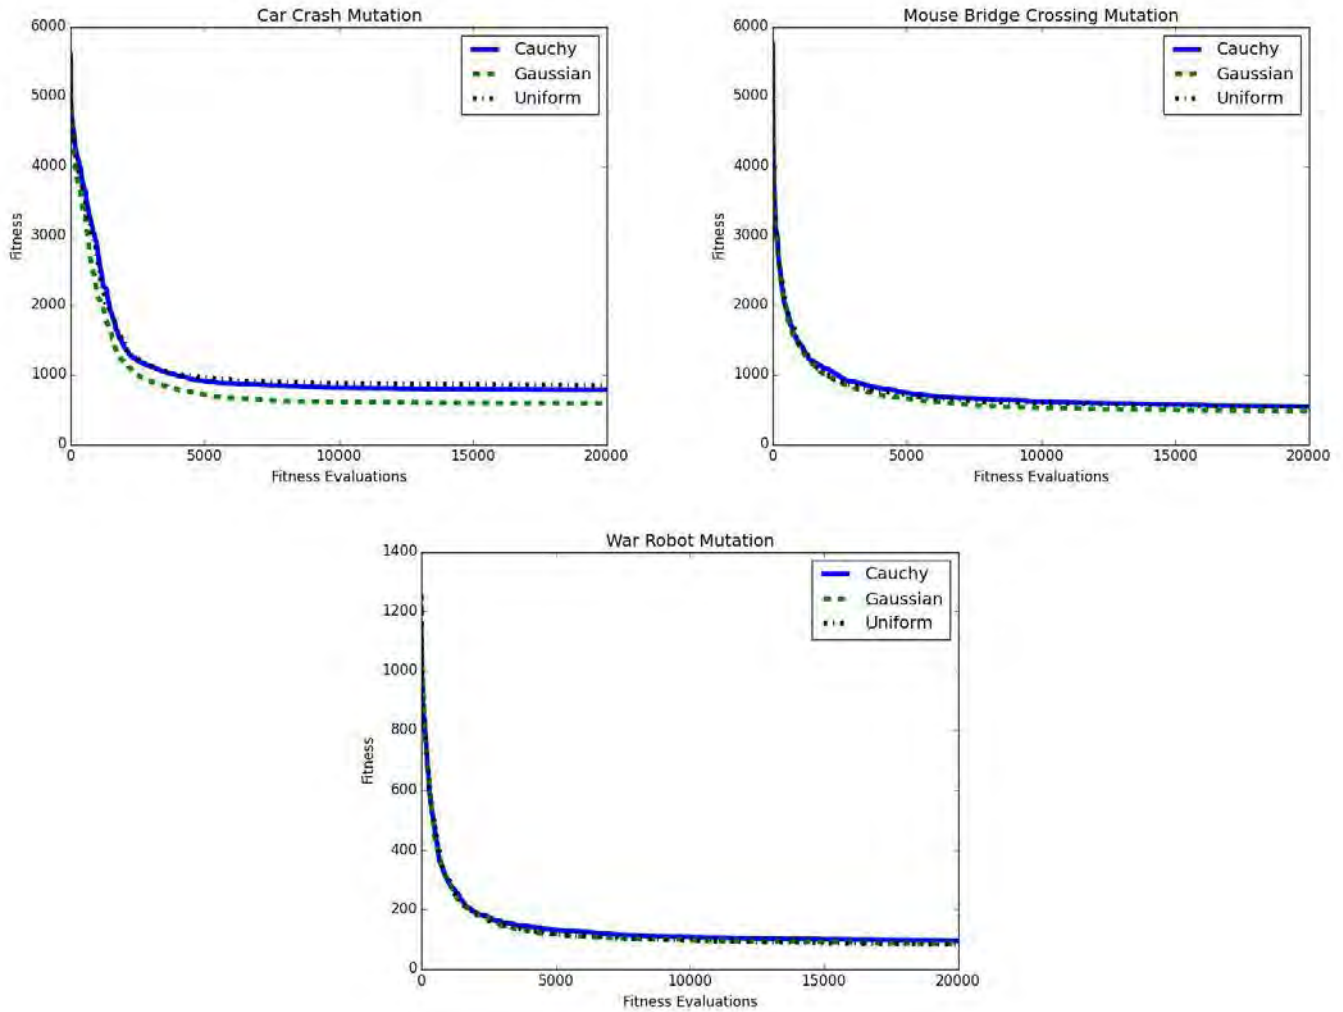 Car Crash Mutation
6000
5000
4000
3000
2000
1000
0
Fitness
Cauchy
Gaussian
Uniform
0 5000 10000 15000 20000
Fitness Evaluations
Mouse Bridge Crossing Mutation
6000
5000
4000
3000
2000
1000
0
Fitness
Cauchy
Gaussian
Uniform
0 5000 10000 15000 20000
Fitness Evaluations
War Robot Mutation
1400
1200
1000
800
600
400
200
0
Fitness
Cauchy
Gaussian
Uniform
0 5000 10000 15000 20000
Fitness Evaluations